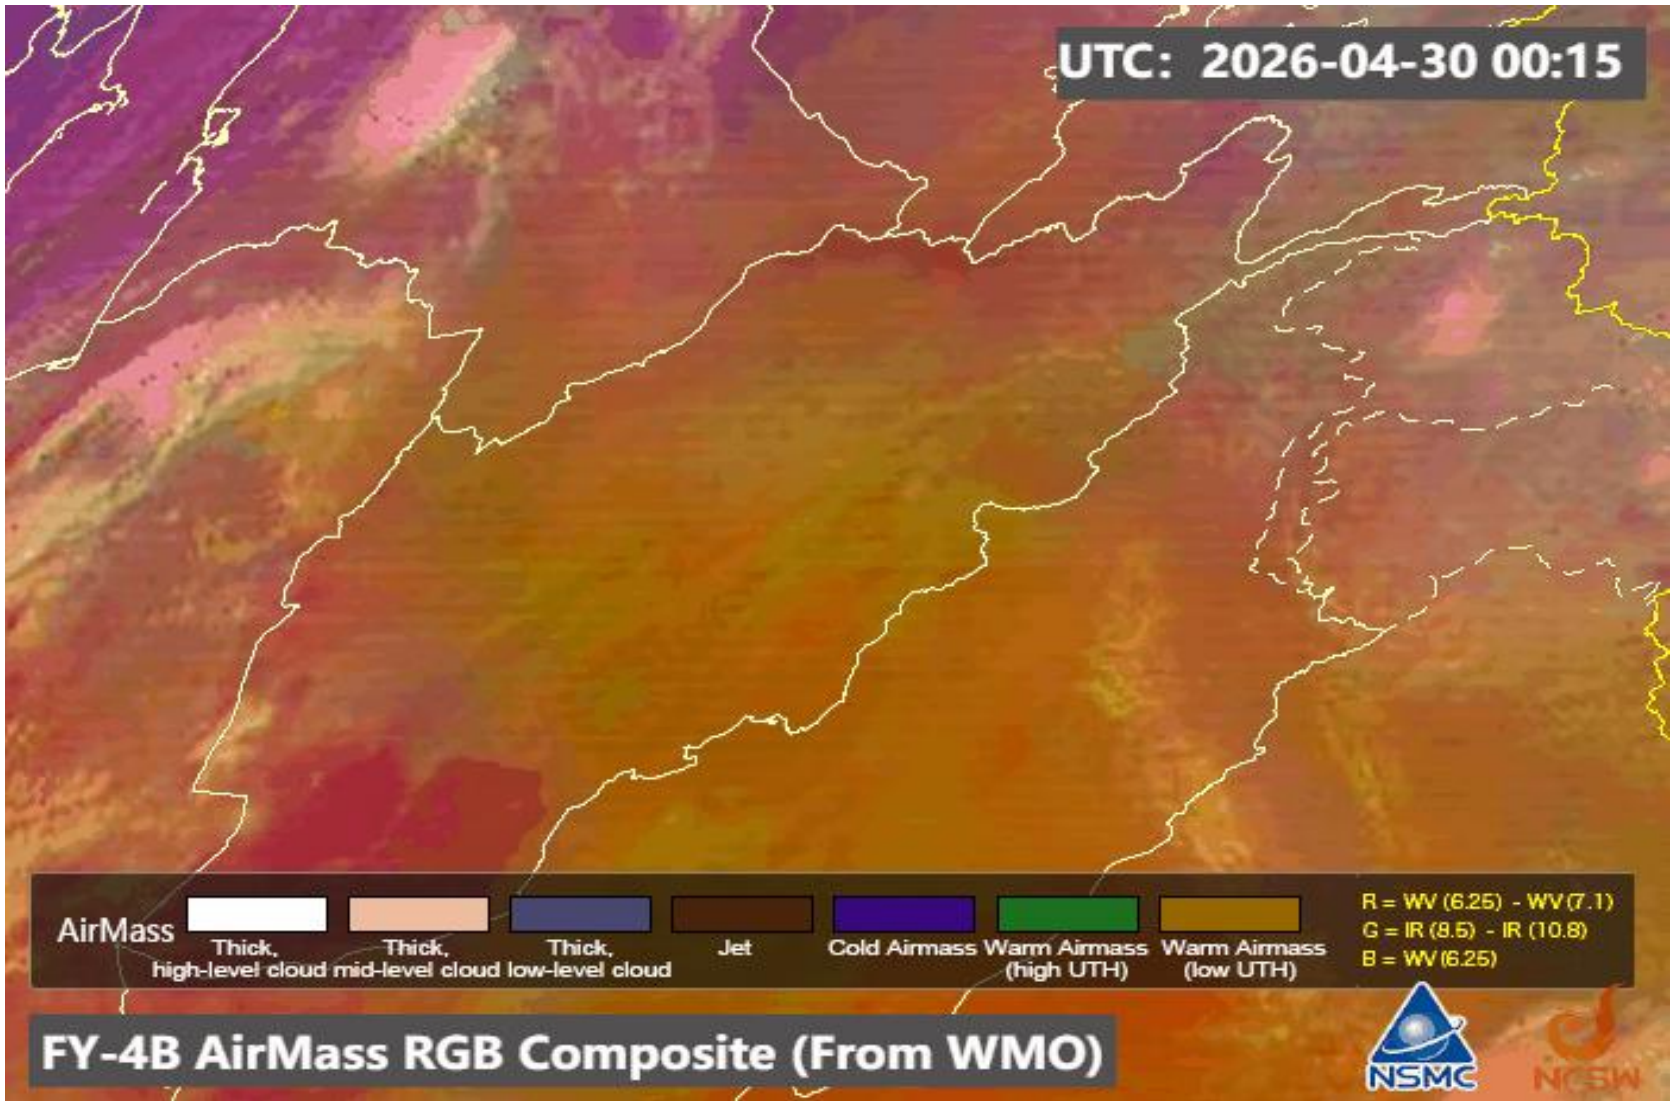 UTC: 2026-04-30 00:15
AirMass
Thick,
high-level cloud
Thick,
mid-level cloud
Thick,
low-level cloud
Jet
Cold Airmass
Warm Airmass
(high UTH)
Warm Airmass
(low UTH)
R = WV (6.25) - WV (7.1)
G = IR (8.5) - IR (10.8)
B = WV (6.25)
FY-4B AirMass RGB Composite (From WMO)
NSMC
NCSW